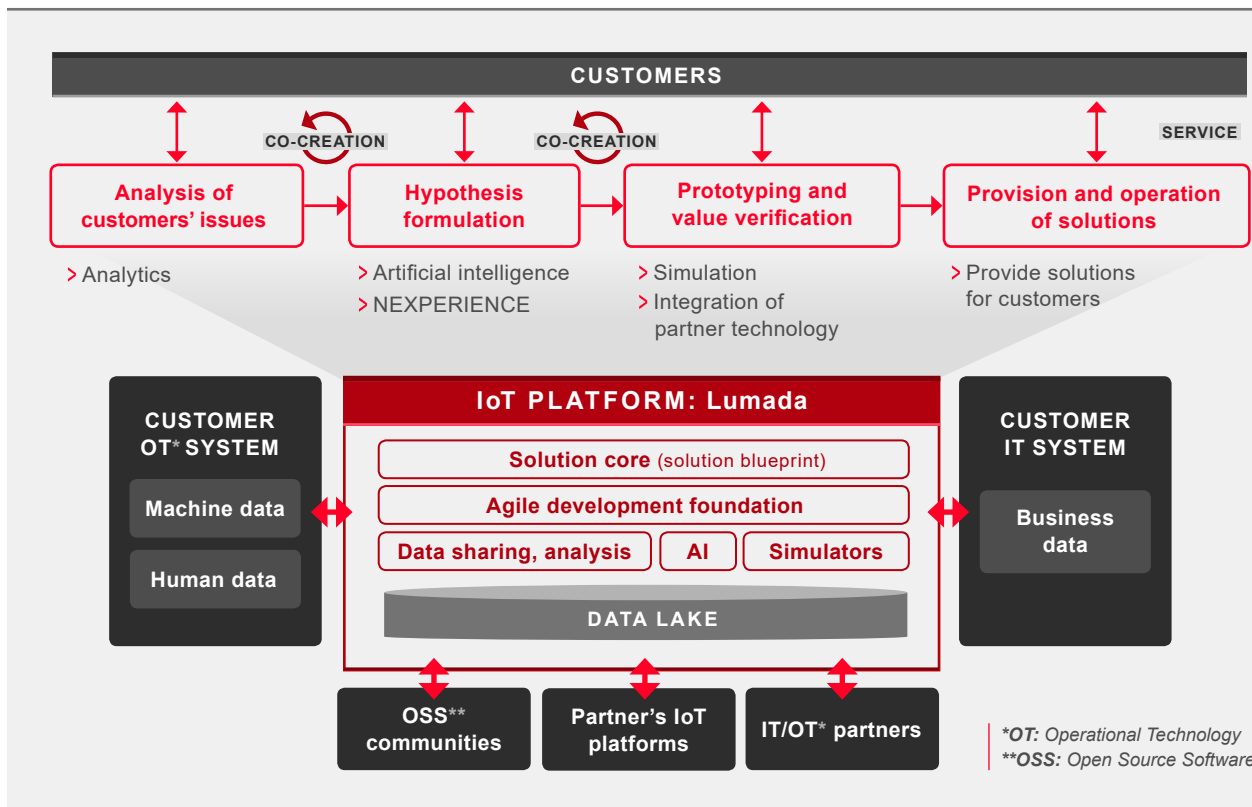 CUSTOMERS
CO-CREATION
CO-CREATION
SERVICE
Analysis of
customers' issues
Hypothesis
formulation
Prototyping and
value verification
Provision and operation
of solutions
> Analytics
> Artificial intelligence
> NEXPERIENCE
> Simulation
> Integration of
partner technology
> Provide solutions
for customers
CUSTOMER
OT* SYSTEM
Machine data
Human data
IoT PLATFORM: Lumada
Solution core (solution blueprint)
Agile development foundation
Data sharing, analysis
AI
Simulators
DATA LAKE
CUSTOMER
IT SYSTEM
Business
data
OSS**
communities
Partner's IoT
platforms
IT/OT* partners
*OT: Operational Technology
**OSS: Open Source Software